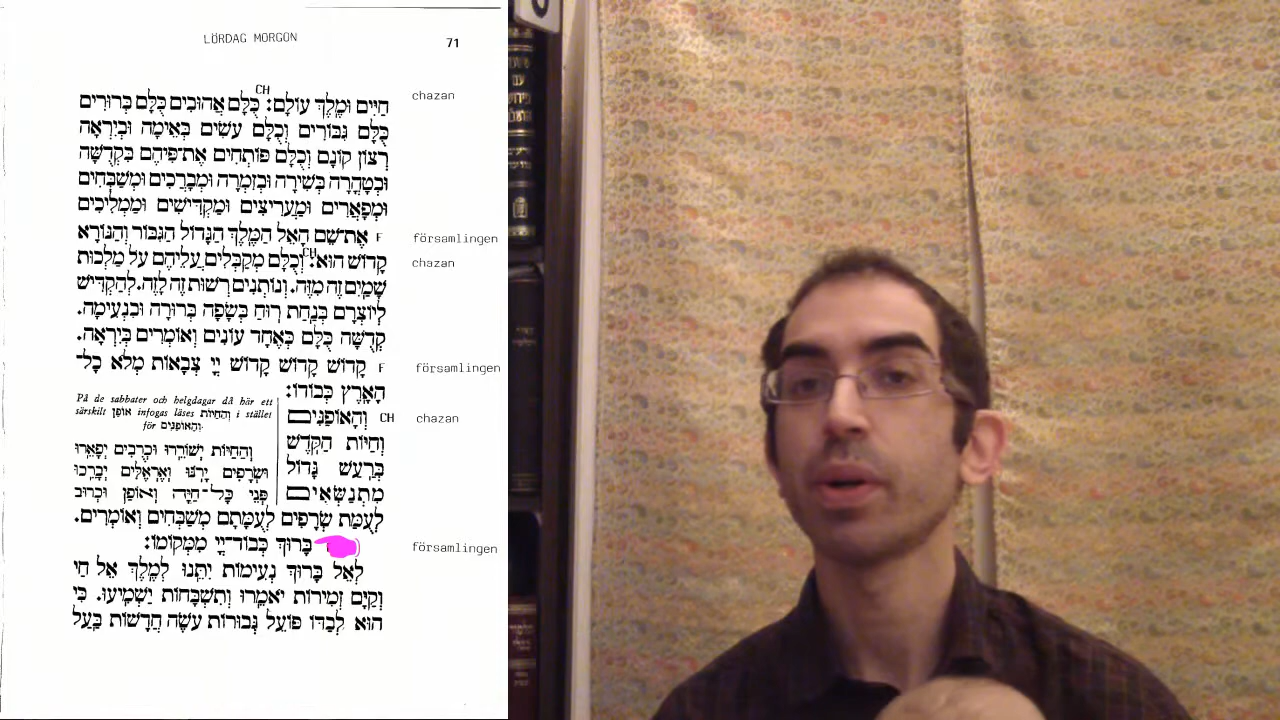 LÖRDAG MORGON 71
CH
חַיִּים וּמֶלֶךְ עוֹלָם: כֻּלָּם אֲהוּבִים כֻּלָּם בְּרוּרִים chazan
כֻּלָּם גִּבּוֹרִים וְכֻלָּם עֹשִׂים בְּאֵימָה וּבְיִרְאָה
רְצוֹן קוֹנָם וְכֻלָּם פּוֹתְחִים אֶת־פִּיהֶם בִּקְדֻשָּׁה
וּבְטָהֳרָה בְּשִׁירָה וּבְזִמְרָה וּמְבָרְכִים וּמְשַׁבְּחִים
וּמְפָאֲרִים וּמַעֲרִיצִים וּמַקְדִּישִׁים וּמַמְלִיכִים
F אֶת־שֵׁם הָאֵל הַמֶּלֶךְ הַגָּדוֹל הַגִּבּוֹר וְהַנּוֹרָא församlingen
קָדוֹשׁ הוּא: CH וְכֻלָּם מְקַבְּלִים עֲלֵיהֶם עֹל מַלְכוּת chazan
שָׁמַיִם זֶה מִזֶּה. וְנוֹתְנִים רְשׁוּת זֶה לָזֶה. לְהַקְדִּישׁ
לְיוֹצְרָם בְּנַחַת רוּחַ בְּשָׂפָה בְרוּרָה וּבִנְעִימָה.
קְדֻשָּׁה כֻּלָּם כְּאֶחָד עוֹנִים וְאוֹמְרִים בְּיִרְאָה.
F קָדוֹשׁ קָדוֹשׁ קָדוֹשׁ יְיָ צְבָאוֹת מְלֹא כָל־ församlingen
הָאָרֶץ כְּבוֹדוֹ:
CH וְהָאוֹפַנִּים chazan
וְחַיּוֹת הַקֹּדֶשׁ
בְּרַעַשׁ גָּדוֹל
מִתְנַשְּׂאִים
På de sabbater och helgdagar då här ett
särskilt אופן infogas läses וְהַחַיּוֹת i stället
för וְהָאוֹפַנִּים.
וְהַחַיּוֹת יְשׁוֹרֵרוּ וּכְרֻבִים יְפָאֵרוּ
וּשְׂרָפִים יָרֹנּוּ וְאֶרְאֶלִּים יְבָרֵכוּ
פְּנֵי כָּל־חַיָּה וְאוֹפַן וּכְרוּב
לְעֻמַּת שְׂרָפִים לְעֻמָּתָם מְשַׁבְּחִים וְאוֹמְרִים.
בָּרוּךְ כְּבוֹד־יְיָ מִמְּקוֹמוֹ: församlingen
לְאֵל בָּרוּךְ נְעִימוֹת יִתֵּנוּ לְמֶלֶךְ אֵל חַי
וְקַיָּם זְמִירוֹת יֹאמֵרוּ וְתִשְׁבָּחוֹת יַשְׁמִיעוּ. כִּי
הוּא לְבַדּוֹ פּוֹעֵל גְּבוּרוֹת עֹשֶׂה חֲדָשׁוֹת בַּעַל